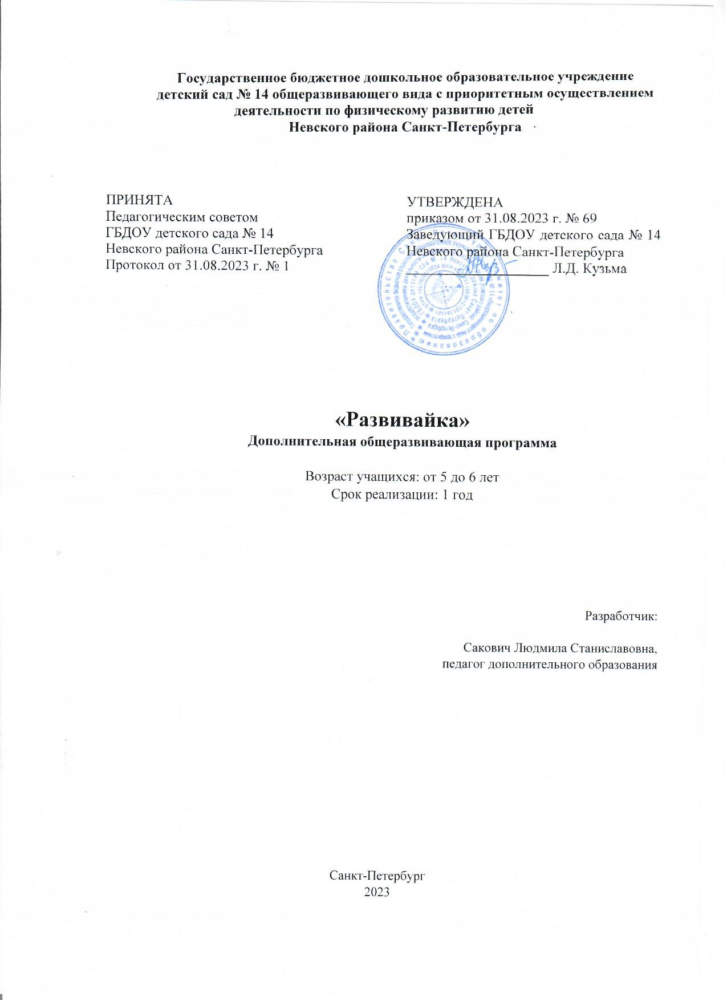 Государственное бюджетное дошкольное образовательное учреждение
детский сад № 14 общеразвивающего вида с приоритетным осуществлением
деятельности по физическому развитию детей
Невского района Санкт-Петербурга
ПРИНЯТА
Педагогическим советом
ГБДОУ детского сада № 14
Невского района Санкт-Петербурга
Протокол от 31.08.2023 г. № 1
УТВЕРЖДЕНА
приказом от 31.08.2023 г. № 69
Заведующий ГБДОУ детского сада № 14
Невского района Санкт-Петербурга
____________________ Л.Д. Кузьма
«Развивайка»
Дополнительная общеразвивающая программа
Возраст учащихся: от 5 до 6 лет
Срок реализации: 1 год
Разработчик:
Сакович Людмила Станиславовна,
педагог дополнительного образования
Санкт-Петербург
2023